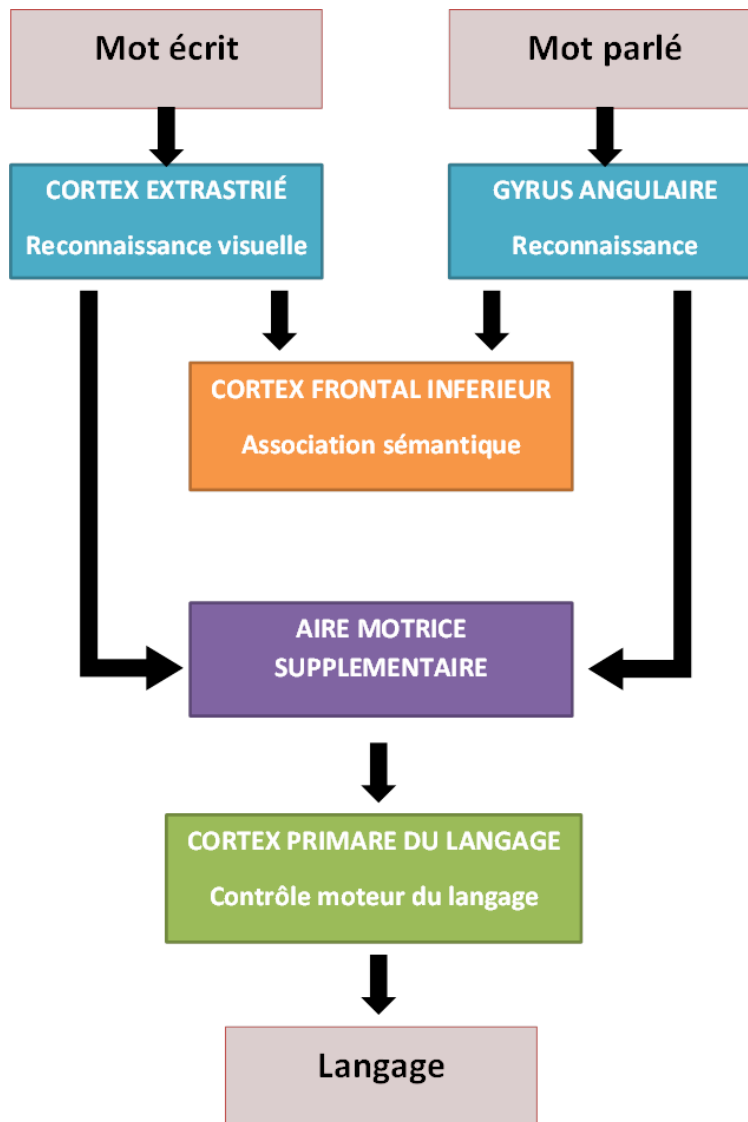 Mot écrit
Mot parlé
CORTEX EXTRASTRIÉ
Reconnaissance visuelle
GYRUS ANGULAIRE
Reconnaissance
CORTEX FRONTAL INFERIEUR
Association sémantique
AIRE MOTRICE
SUPPLEMENTAIRE
CORTEX PRIMARE DU LANGAGE
Contrôle moteur du langage
Langage